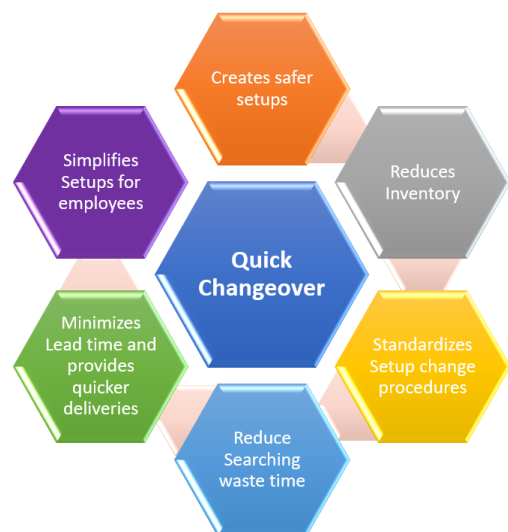 Creates safer
setups
Reduces
Inventory
Simplifies
Setups for
employees
Quick
Changeover
Minimizes
Lead time and
provides
quicker
deliveries
Standardizes
Setup change
procedures
Reduce
Searching
waste time